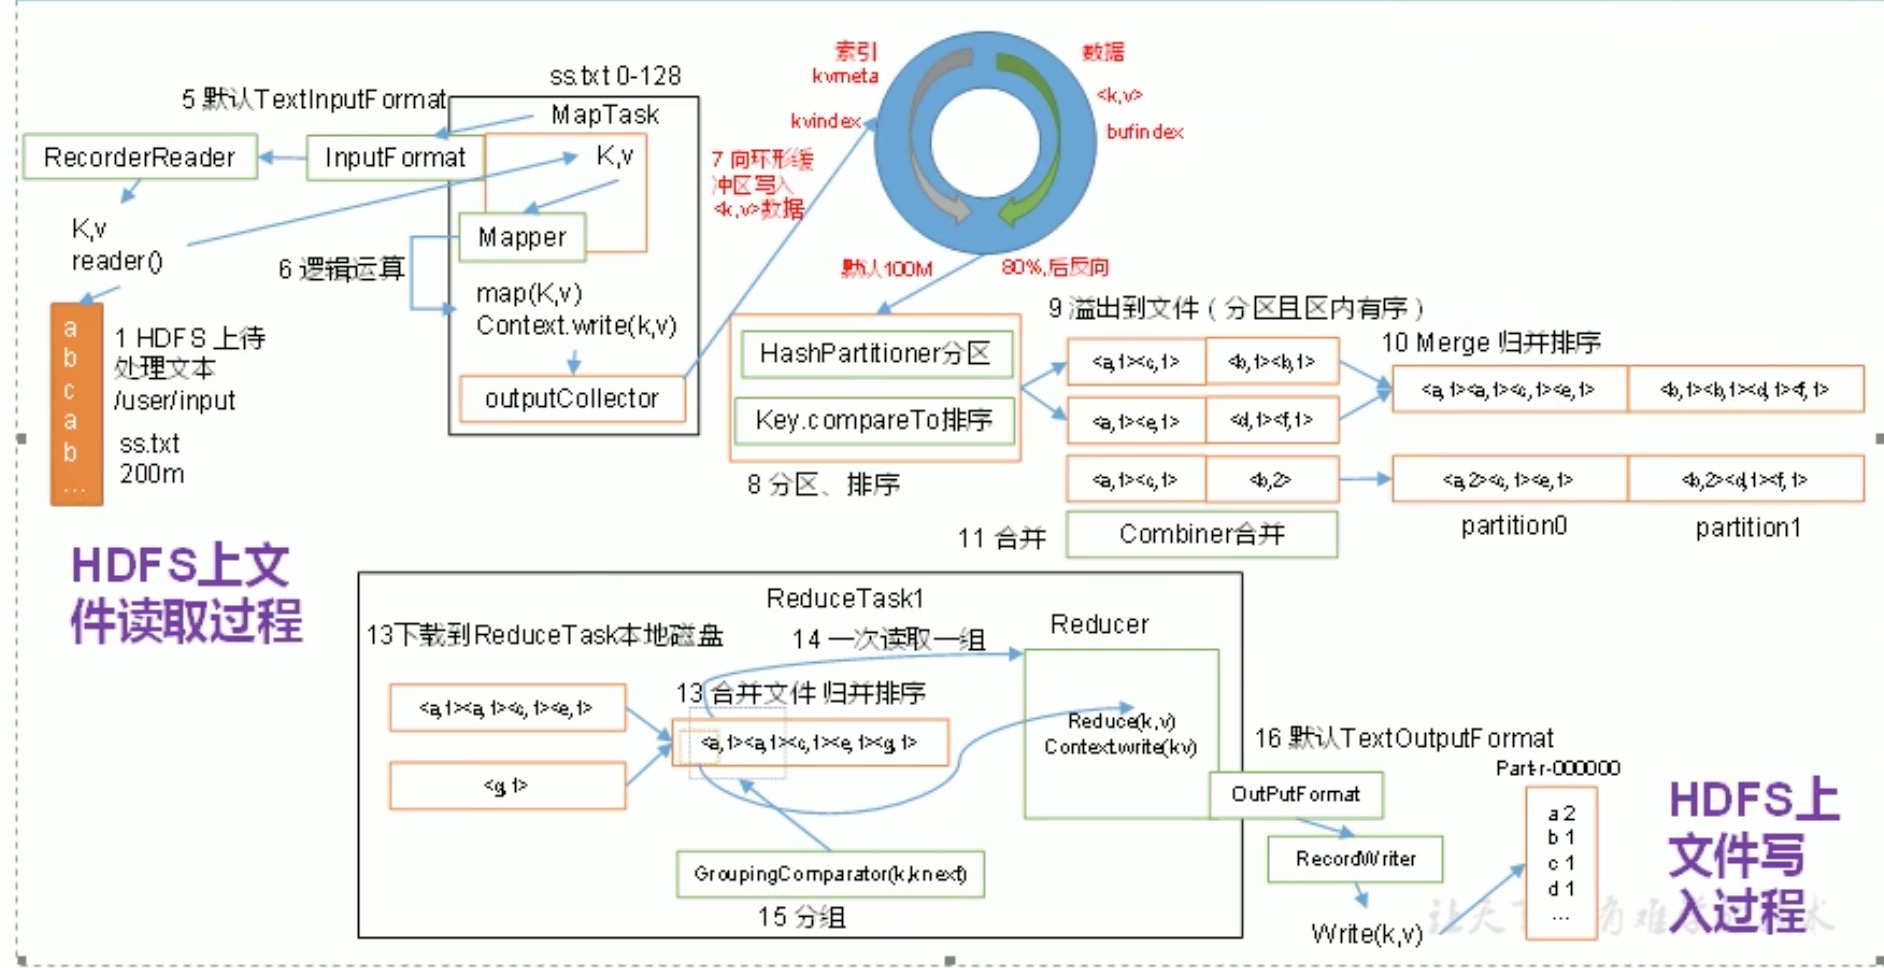 ss.txt 0-128
5 默认TextInputFormat
MapTask
RecorderReader
InputFormat
K,v
K,v
reader()
Mapper
6 逻辑运算
map(K,v)
Context.write(k,v)
outputCollector
a
b
c
a
b
...
1 HDFS 上待
处理文本
/user/input
ss.txt
200m
HDFS上文
件读取过程
索引
kvmeta
kvindex
数据
<k,v>
bufindex
7 向环形缓
冲区写入
<k,v>数据
默认100M
80%,后反向
HashPartitioner分区
Key.compareTo排序
8 分区、排序
9 溢出到文件（分区且区内有序）
<a,1><c,1>
<b,1><b,1>
<a,1><e,1>
<d,1><f,1>
<a,1><c,1>
<b,2>
11 合并
Combiner合并
10 Merge 归并排序
<a,1><a,1><c,1><e,1>
<b,1><b,1><d,1><f,1>
<a,2><c,1><e,1>
<b,2><d,1><f,1>
partition0
partition1
ReduceTask1
13下载到ReduceTask本地磁盘
14 一次读取一组
Reducer
<a,1><a,1><c,1><e,1>
<g,1>
13 合并文件 归并排序
<a,1><a,1><c,1><e,1><g,1>
Reduce(k,v)
Context.write(k,v)
GroupingComparator(k,knext)
15 分组
16 默认TextOutputFormat
Part-r-000000
OutPutFormat
RecordWriter
Write(k,v)
a 2
b 1
c 1
d 1
...
HDFS上
文件写
入过程